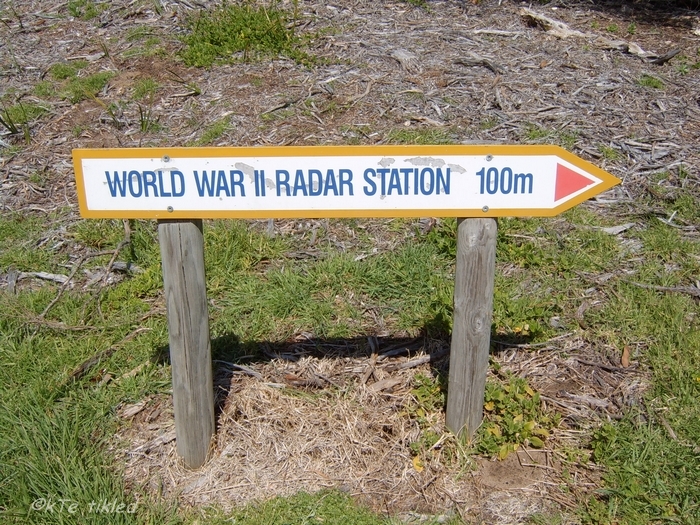 WORLD WAR II RADAR STATION 100m
©kTe tikled